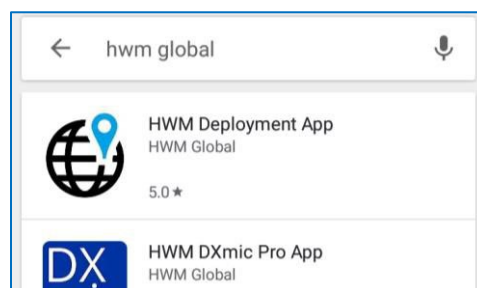 hwm global
HWM Deployment App
HWM Global
5.0★
DX
HWM DXmic Pro App
HWM Global